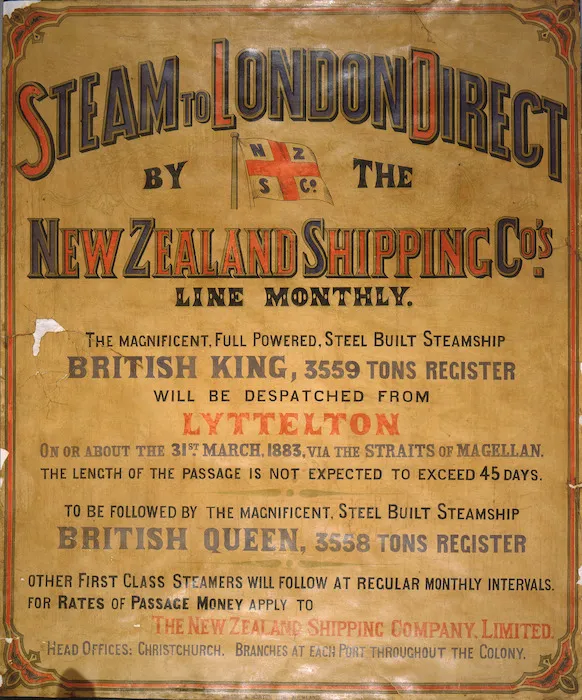 STEAM TO LONDON DIRECT
BY THE
N Z
S Co.
NEW ZEALAND SHIPPING Co's.
LINE MONTHLY.
THE MAGNIFICENT, FULL POWERED, STEEL BUILT STEAMSHIP
BRITISH KING, 3559 TONS REGISTER
WILL BE DESPATCHED FROM
LYTTELTON
ON OR ABOUT THE 31ST MARCH, 1883, VIA THE STRAITS OF MAGELLAN.
THE LENGTH OF THE PASSAGE IS NOT EXPECTED TO EXCEED 45 DAYS.
TO BE FOLLOWED BY THE MAGNIFICENT, STEEL BUILT STEAMSHIP
BRITISH QUEEN, 3558 TONS REGISTER
OTHER FIRST CLASS STEAMERS WILL FOLLOW AT REGULAR MONTHLY INTERVALS.
FOR RATES OF PASSAGE MONEY APPLY TO
THE NEW ZEALAND SHIPPING COMPANY, LIMITED.
HEAD OFFICES: CHRISTCHURCH. BRANCHES AT EACH PORT THROUGHOUT THE COLONY.